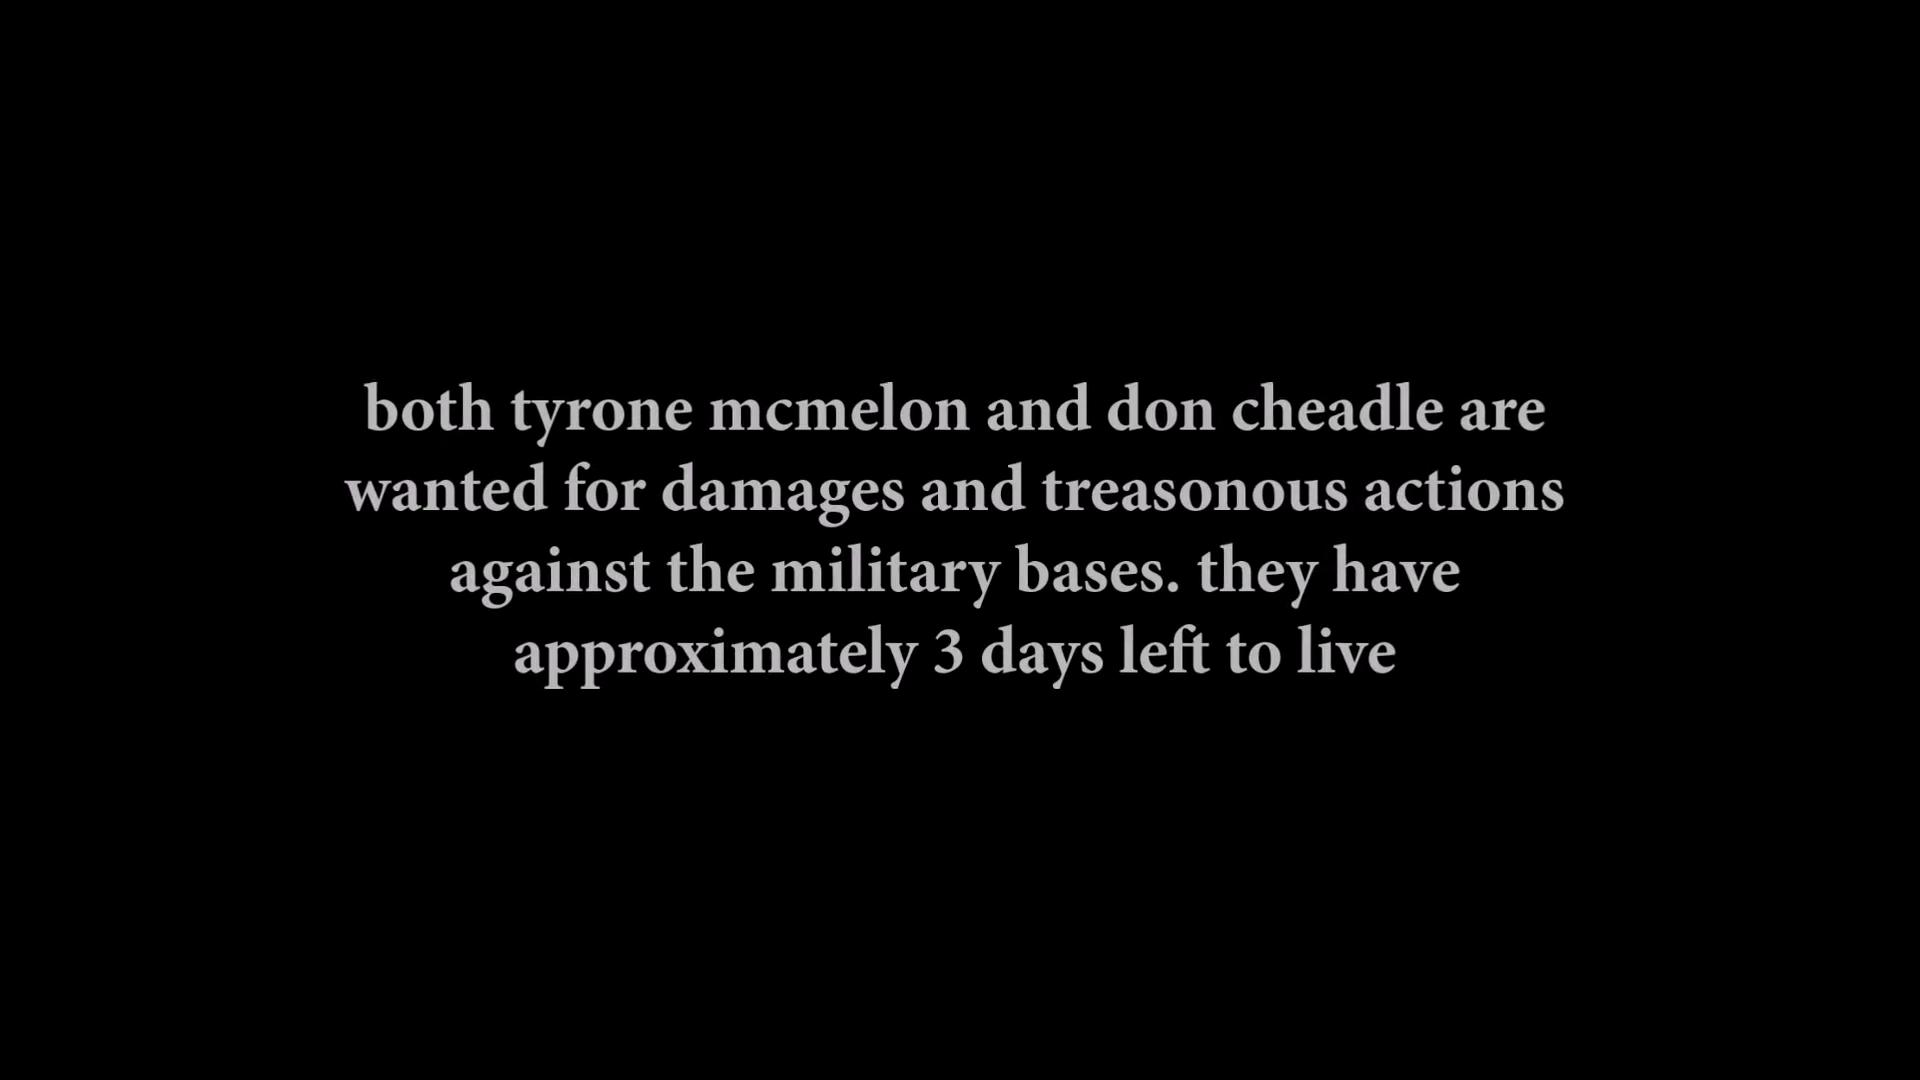 both tyrone mcmelon and don cheadle are
wanted for damages and treasonous actions
against the military bases. they have
approximately 3 days left to live